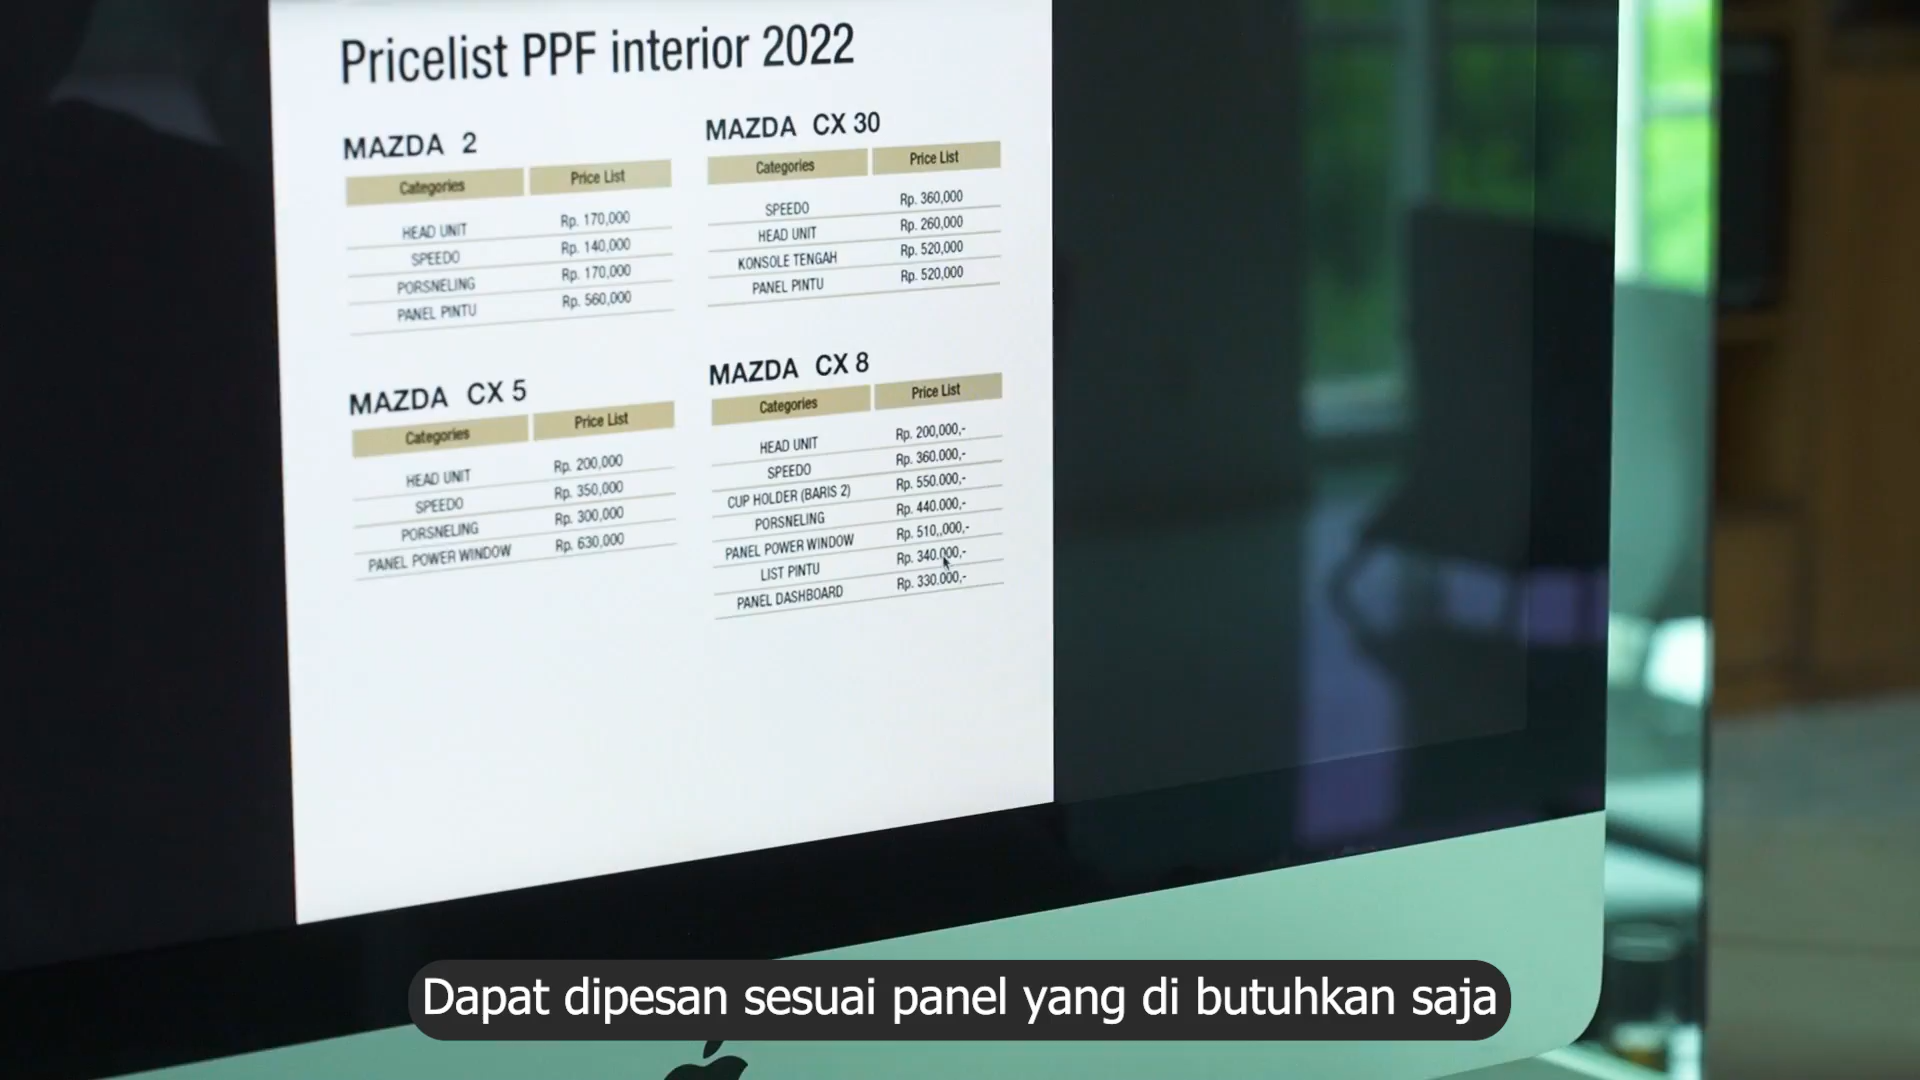 Pricelist PPF interior 2022
MAZDA 2
Categories Price List
HEAD UNIT Rp. 170,000
SPEEDO Rp. 140,000
PORSNELING Rp. 170,000
PANEL PINTU Rp. 560,000
MAZDA CX 30
Categories Price List
SPEEDO Rp. 360,000
HEAD UNIT Rp. 260,000
KONSOLE TENGAH Rp. 520,000
PANEL PINTU Rp. 520,000
MAZDA CX 5
Categories Price List
HEAD UNIT Rp. 200,000
SPEEDO Rp. 350,000
PORSNELING Rp. 300,000
PANEL POWER WINDOW Rp. 630,000
MAZDA CX 8
Categories Price List
HEAD UNIT Rp. 200,000,-
SPEEDO Rp. 360.000,-
CUP HOLDER (BARIS 2) Rp. 550.000,-
PORSNELING Rp. 440.000,-
PANEL POWER WINDOW Rp. 510,,000,-
LIST PINTU Rp. 340.000,-
PANEL DASHBOARD Rp. 330.000,-
Dapat dipesan sesuai panel yang di butuhkan saja